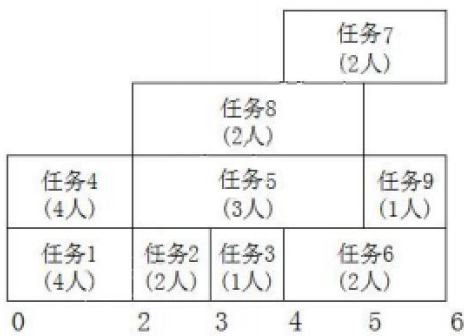 任务7
(2人)
任务8
(2人)
任务4
(4人)
任务5
(3人)
任务9
(1人)
任务1
(4人)
任务2
(2人)
任务3
(1人)
任务6
(2人)
0 2 3 4 5 6